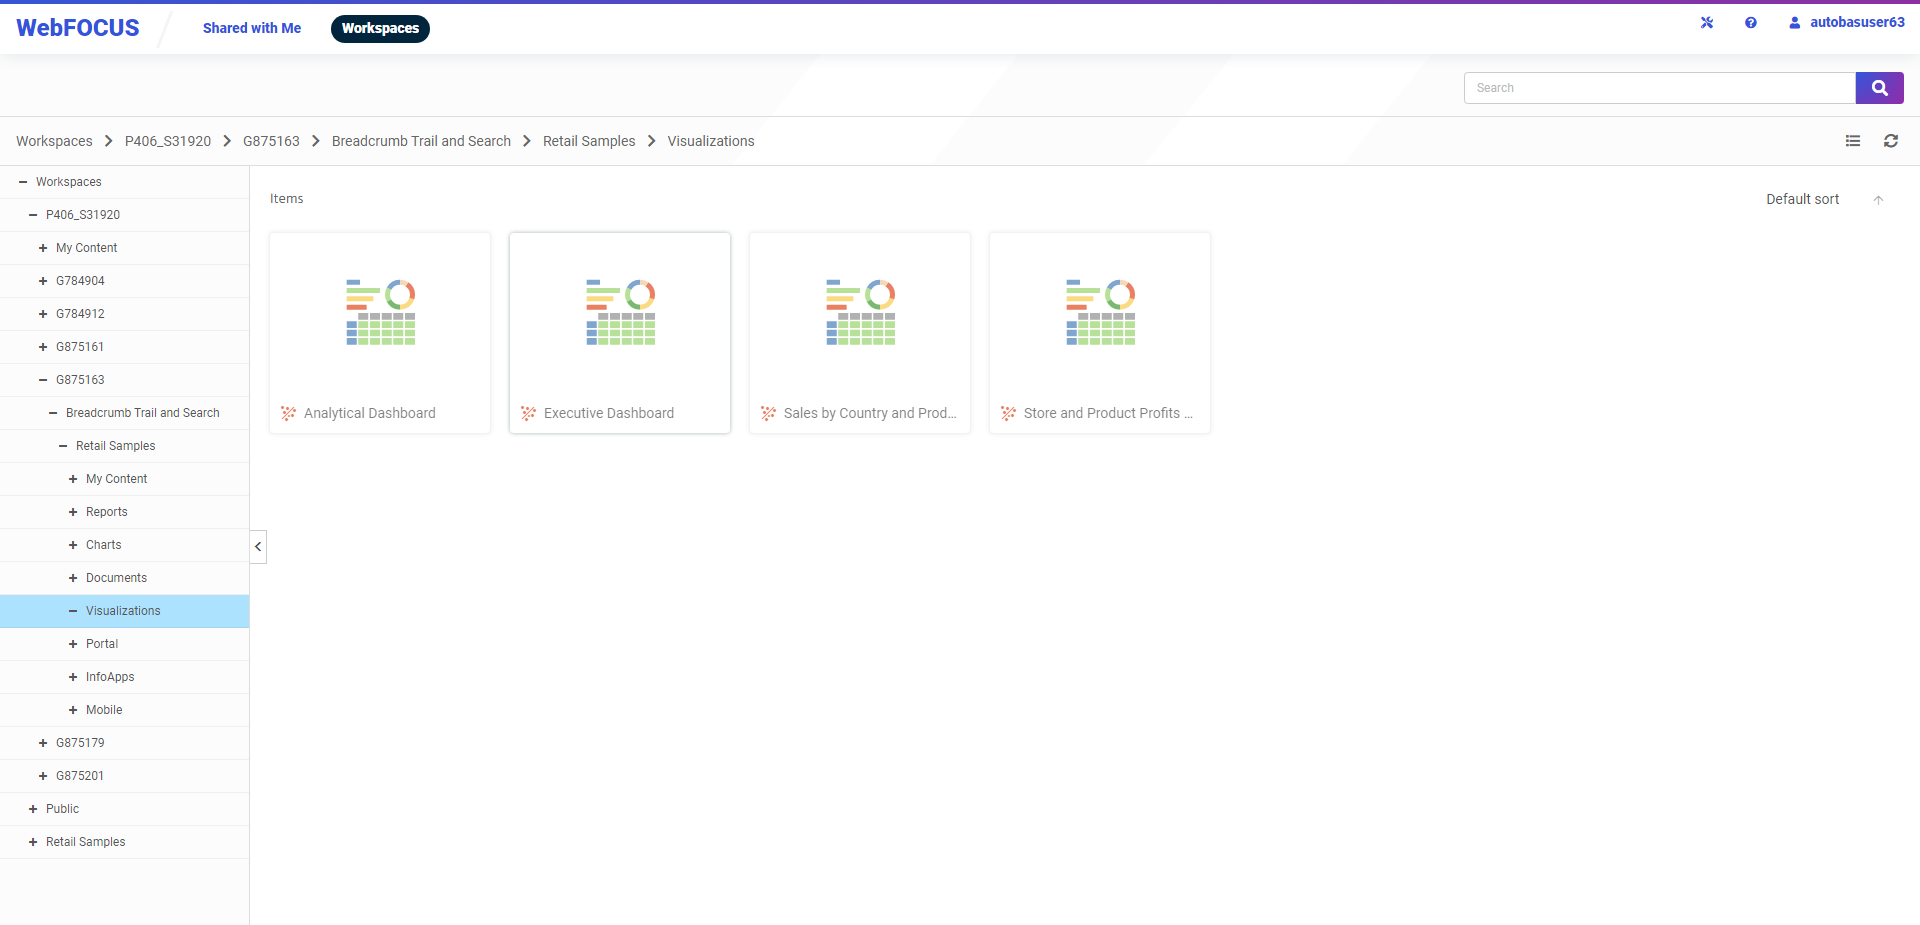 WebFOCUS
Shared with Me
Workspaces
autobasuser63
Search
Workspaces
P406_S31920
G875163
Breadcrumb Trail and Search
Retail Samples
Visualizations
Workspaces
P406_S31920
My Content
G784904
G784912
G875161
G875163
Breadcrumb Trail and Search
Retail Samples
My Content
Reports
Charts
Documents
Visualizations
Portal
InfoApps
Mobile
G875179
G875201
Public
Retail Samples
Items
Default sort
Analytical Dashboard
Executive Dashboard
Sales by Country and Prod...
Store and Product Profits ...